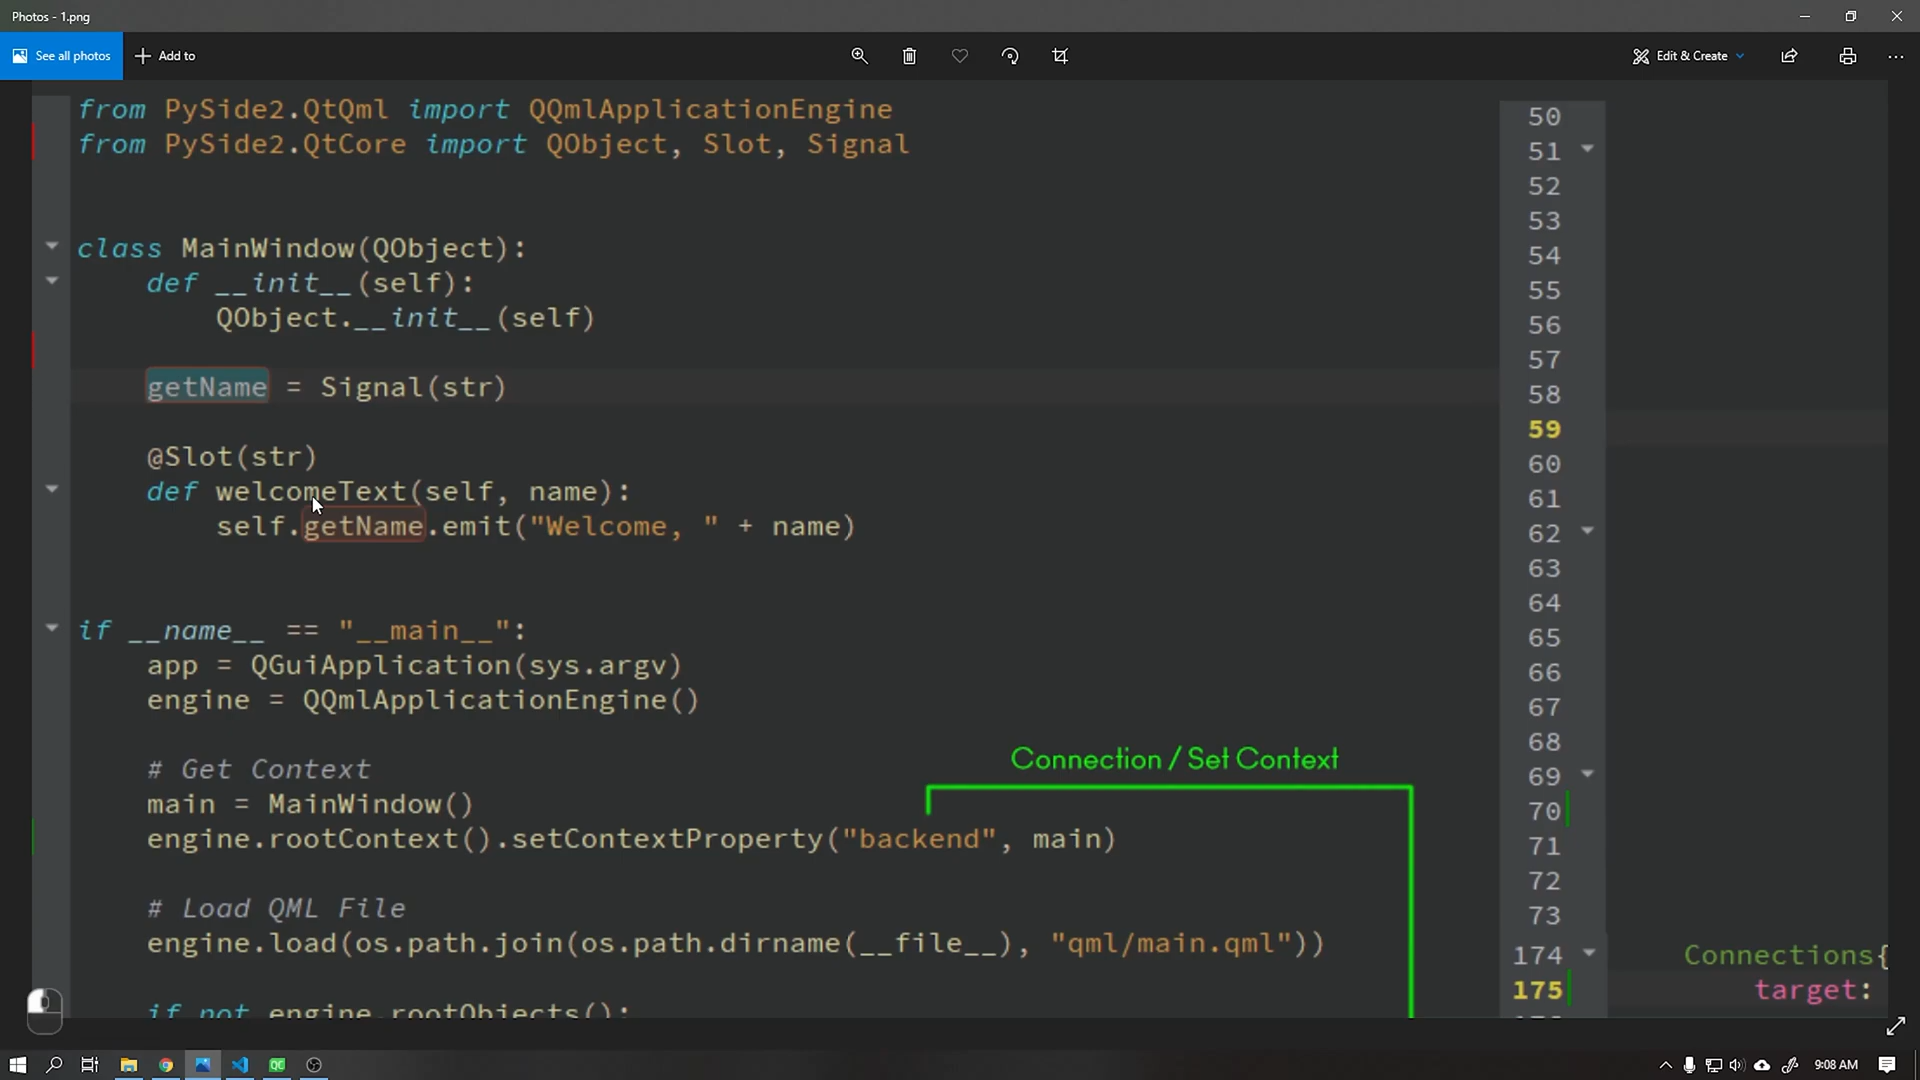 Photos - 1.png
See all photos
Add to
Edit & Create
from PySide2.QtQml import QQmlApplicationEngine
from PySide2.QtCore import QObject, Slot, Signal
class MainWindow(QObject):
def __init__(self):
QObject.__init__(self)
getName = Signal(str)
@Slot(str)
def welcomeText(self, name):
self.getName.emit("Welcome, " + name)
if __name__ == "__main__":
app = QGuiApplication(sys.argv)
engine = QQmlApplicationEngine()
# Get Context
main = MainWindow()
engine.rootContext().setContextProperty("backend", main)
# Load QML File
engine.load(os.path.join(os.path.dirname(__file__), "qml/main.qml"))
if not engine.rootObjects():
Connection / Set Context
50
51
52
53
54
55
56
57
58
59
60
61
62
63
64
65
66
67
68
69
70
71
72
73
174 Connections{
175 target:
QC
9:08 AM